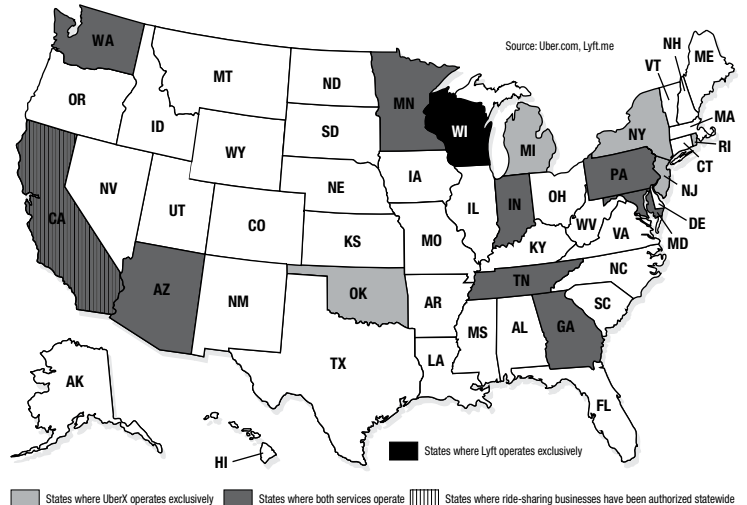 Source: Uber.com, Lyft.me
WA
MT
ND
MN
WI
MI
NY
VT
NH
ME
MA
RI
CT
OR
ID
WY
SD
IA
NE
NV
UT
CO
KS
MO
IL
IN
OH
PA
NJ
DE
MD
WV
VA
KY
CA
AZ
NM
OK
AR
TN
NC
SC
MS
AL
GA
TX
LA
FL
AK
HI
States where Lyft operates exclusively
States where UberX operates exclusively
States where both services operate
States where ride-sharing businesses have been authorized statewide